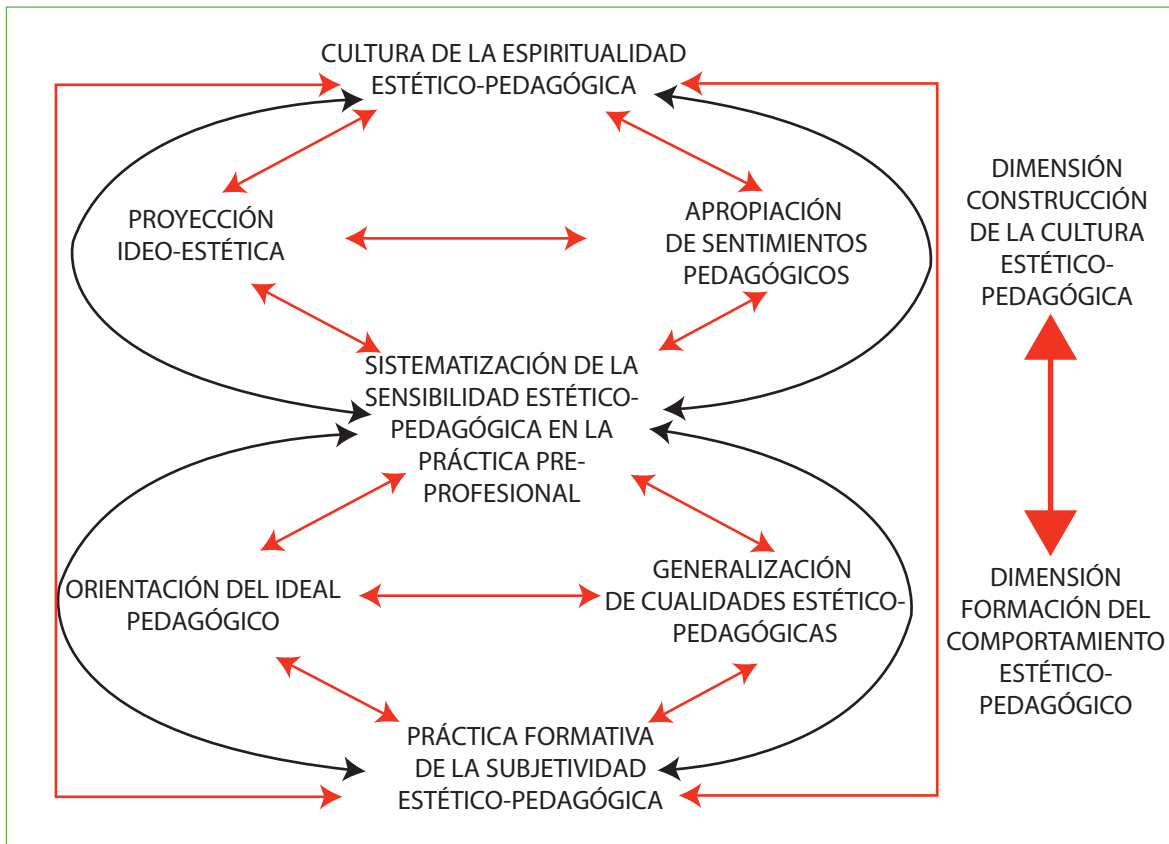 CULTURA DE LA ESPIRITUALIDAD
ESTÉTICO-PEDAGÓGICA
PROYECCIÓN
IDEO-ESTÉTICA
APROPIACIÓN
DE SENTIMIENTOS
PEDAGÓGICOS
SISTEMATIZACIÓN DE LA
SENSIBILIDAD ESTÉTICO-
PEDAGÓGICA EN LA
PRÁCTICA PRE-
PROFESIONAL
ORIENTACIÓN DEL IDEAL
PEDAGÓGICO
GENERALIZACIÓN
DE CUALIDADES ESTÉTICO-
PEDAGÓGICAS
PRÁCTICA FORMATIVA
DE LA SUBJETIVIDAD
ESTÉTICO-PEDAGÓGICA
DIMENSIÓN
CONSTRUCCIÓN
DE LA CULTURA
ESTÉTICO-
PEDAGÓGICA
DIMENSIÓN
FORMACIÓN DEL
COMPORTAMIENTO
ESTÉTICO-
PEDAGÓGICO